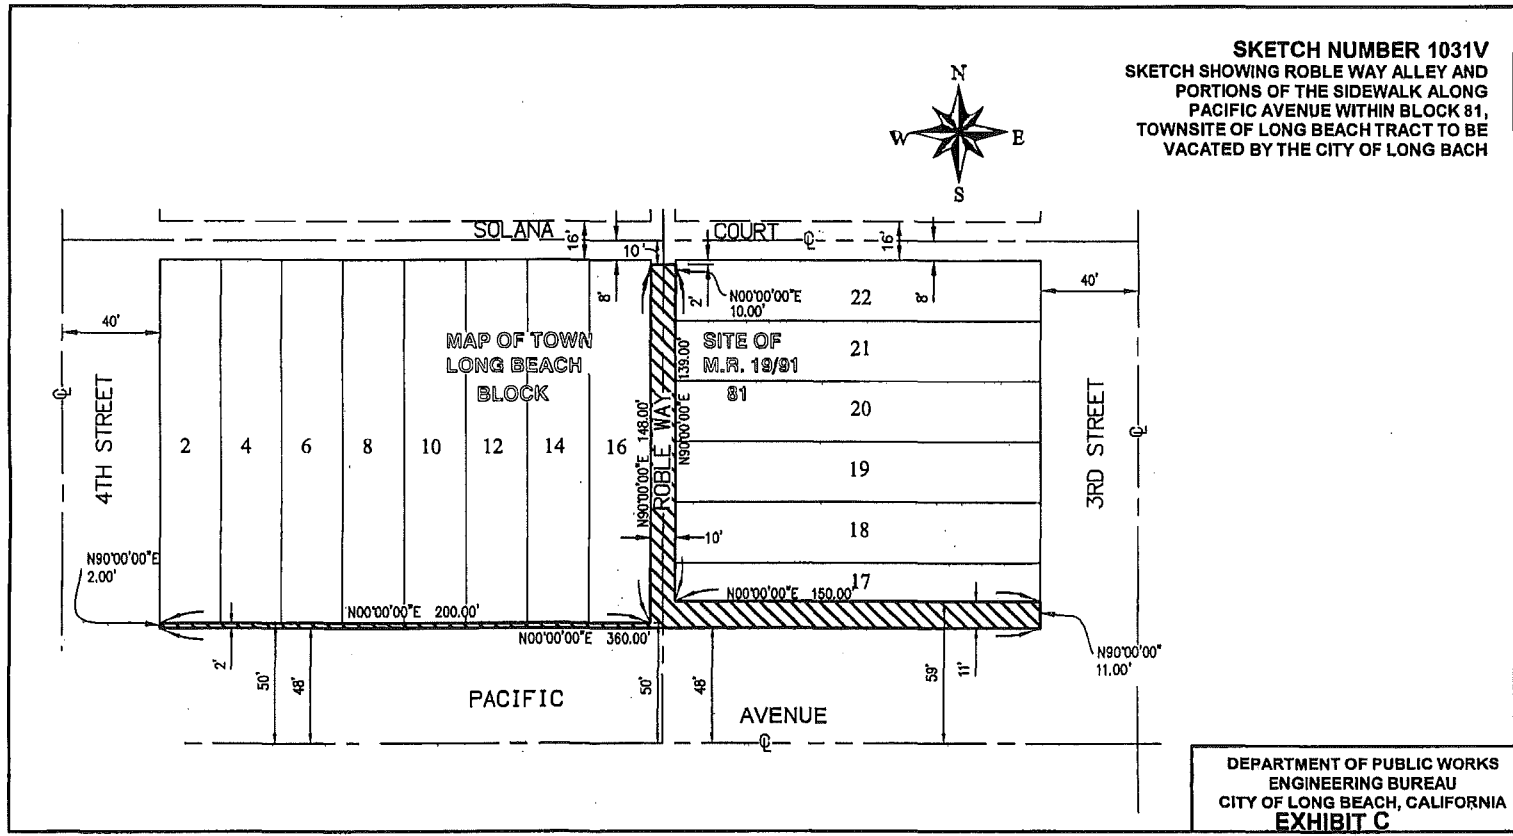 SKETCH NUMBER 1031V
SKETCH SHOWING ROBLE WAY ALLEY AND
PORTIONS OF THE SIDEWALK ALONG
PACIFIC AVENUE WITHIN BLOCK 81,
TOWNSITE OF LONG BEACH TRACT TO BE
VACATED BY THE CITY OF LONG BACH
N
W E
S
SOLANA COURT
16'
10'
16'
8'
2'
8'
N00°00'00"E
10.00'
40'
40'
MAP OF TOWN SITE OF
LONG BEACH M.R. 19/91
BLOCK 81
4TH STREET
3RD STREET
ROBLE WAY
N90°00'00"E 148.00'
N90°00'00"E 139.00'
2 4 6 8 10 12 14 16
22
21
20
19
18
17
10'
N90°00'00"E
2.00'
N00°00'00"E 200.00'
N00°00'00"E 150.00'
N00°00'00"E 360.00'
N90°00'00"
11.00'
2'
50'
48'
50'
48'
59'
11'
PACIFIC AVENUE
DEPARTMENT OF PUBLIC WORKS
ENGINEERING BUREAU
CITY OF LONG BEACH, CALIFORNIA
EXHIBIT C